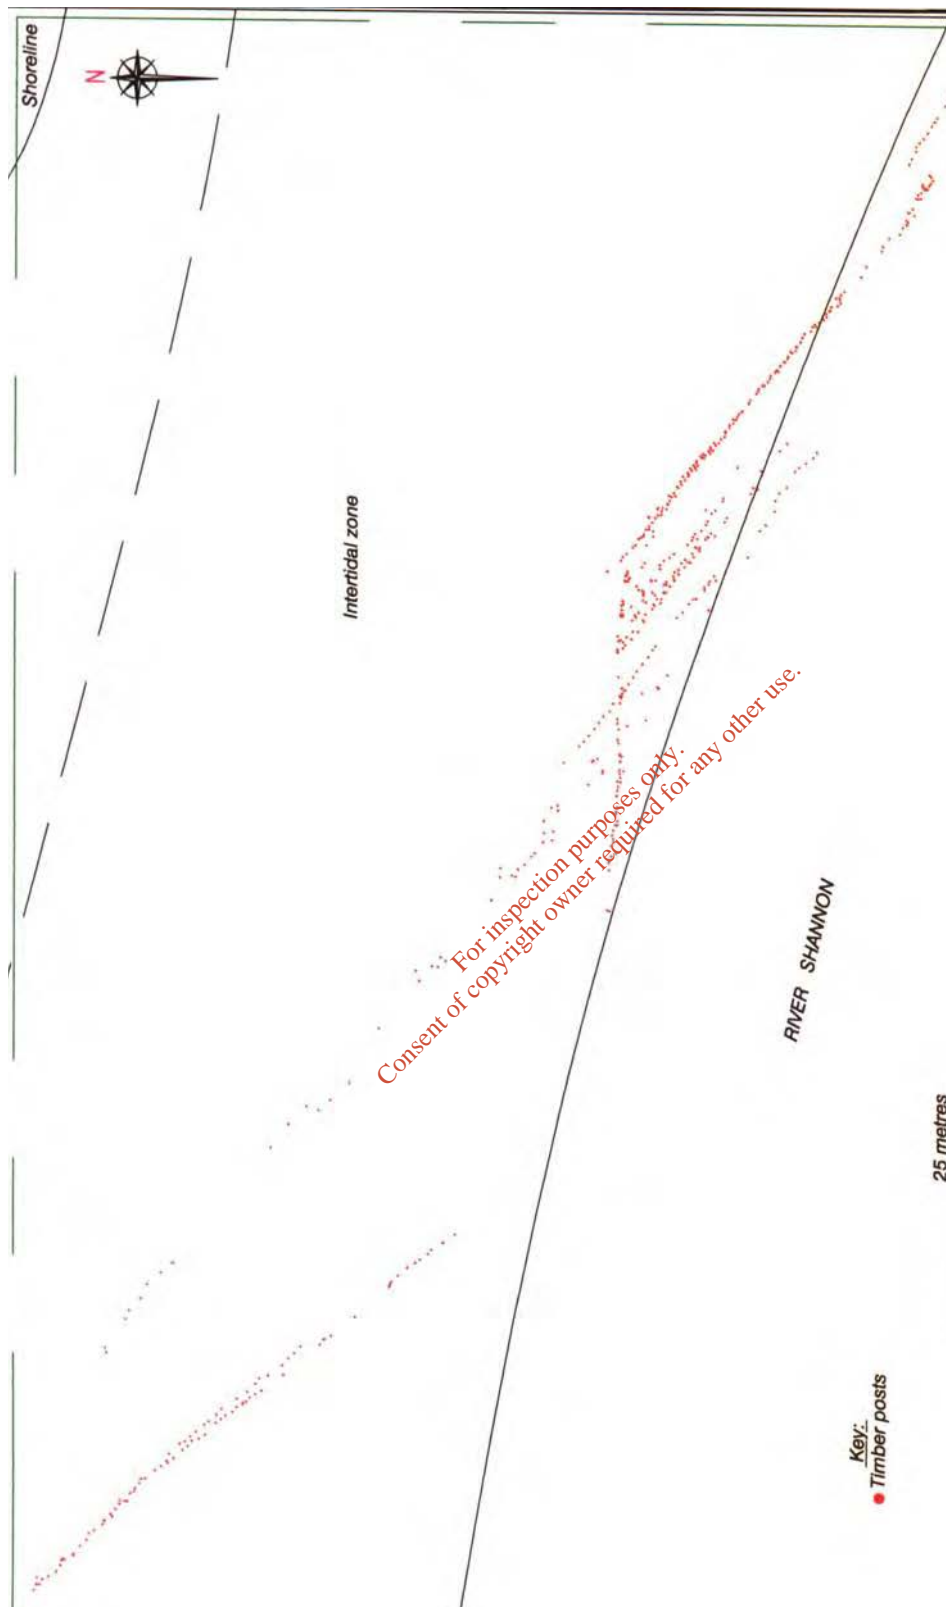 Shoreline
N
Intertidal zone
For inspection purposes only.
Consent of copyright owner required for any other use.
RIVER SHANNON
25 metres
Key:
Timber posts